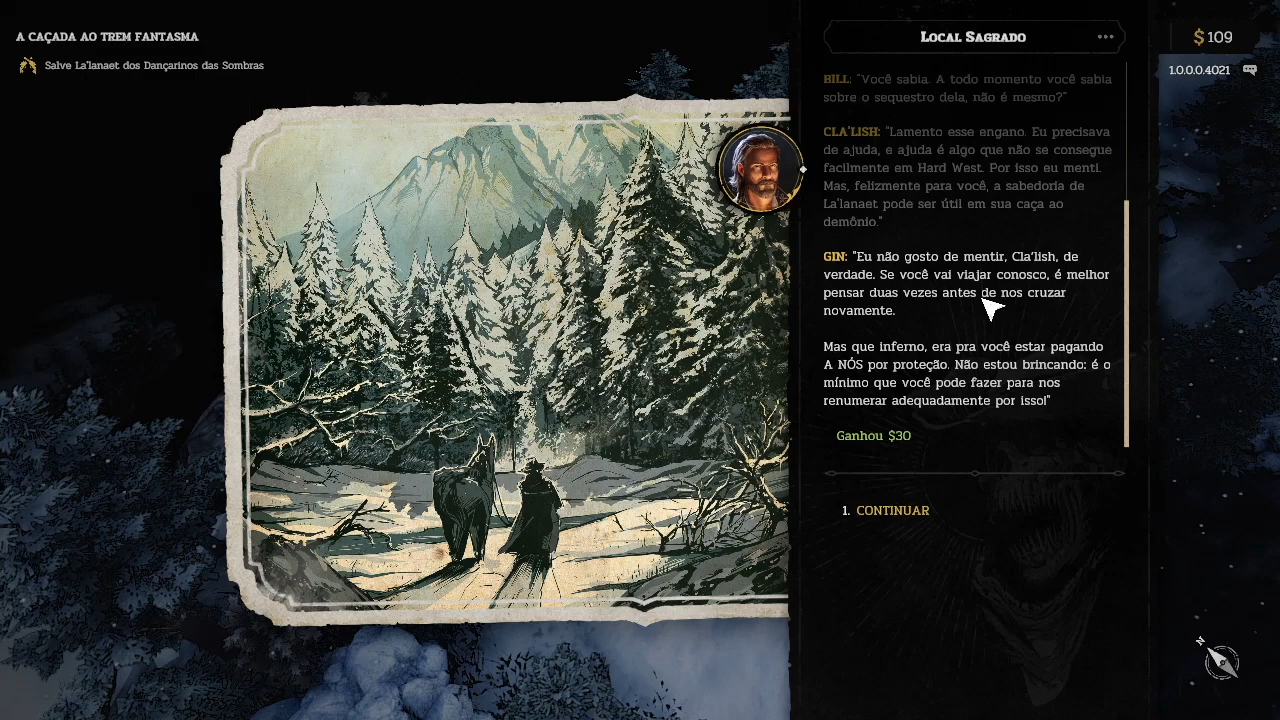 A CAÇADA AO TREM FANTASMA
Salve La'lanaet dos Dançarinos das Sombras
LOCAL SAGRADO
$109
1.0.0.0.4021
BILL: "Você sabia. A todo momento você sabia
sobre o sequestro dela, não é mesmo?"
CLA'LISH: "Lamento esse engano. Eu precisava
de ajuda, e ajuda é algo que não se consegue
facilmente em Hard West. Por isso eu menti.
Mas, felizmente para você, a sabedoria de
La'lanaet pode ser útil em sua caça ao
demônio."
GIN: "Eu não gosto de mentir, Cla'lish, de
verdade. Se você vai viajar conosco, é melhor
pensar duas vezes antes de nos cruzar
novamente.
Mas que inferno, era pra você estar pagando
A NÓS por proteção. Não estou brincando: é o
mínimo que você pode fazer para nos
renumerar adequadamente por isso!"
Ganhou $30
1. CONTINUAR
N